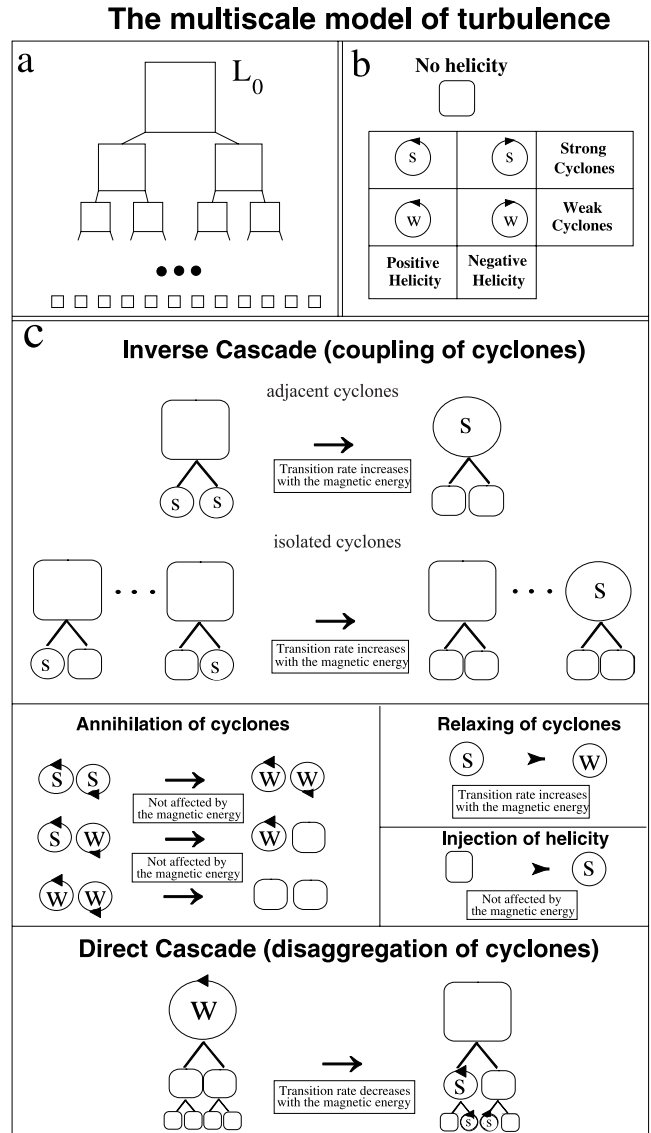 The multiscale model of turbulence
a
L0
b
No helicity
S
S
Strong
Cyclones
W
W
Weak
Cyclones
Positive
Helicity
Negative
Helicity
c
Inverse Cascade (coupling of cyclones)
adjacent cyclones
S
Transition rate increases
with the magnetic energy
S
S
isolated cyclones
S
Transition rate increases
with the magnetic energy
S
S
Annihilation of cyclones
S
S
W
W
Not affected by
the magnetic energy
S
W
W
Not affected by
the magnetic energy
W
W
Relaxing of cyclones
S
W
Transition rate increases
with the magnetic energy
Injection of helicity
S
Not affected by
the magnetic energy
Direct Cascade (disaggregation of cyclones)
W
Transition rate decreases
with the magnetic energy
S
S
S